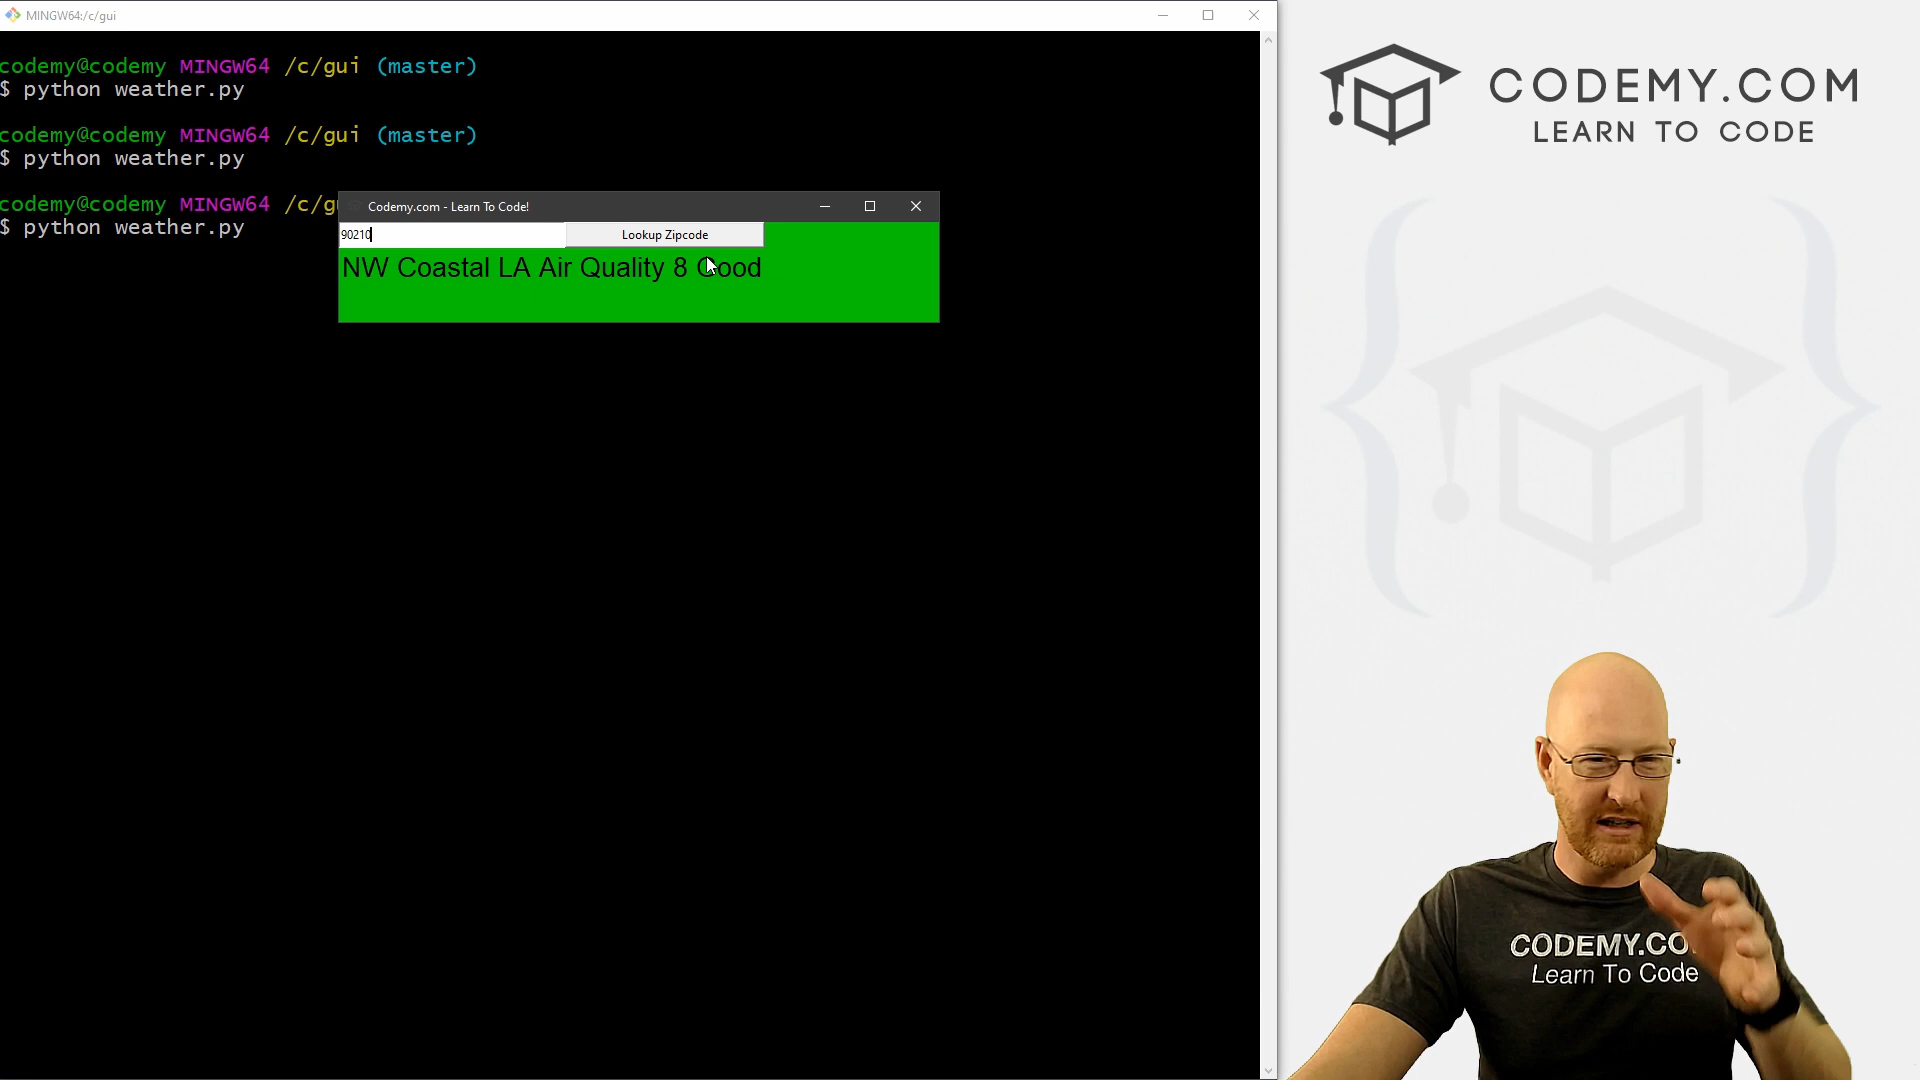 MINGW64:/c/gui
codemy@codemy MINGW64 /c/gui (master)
$ python weather.py
codemy@codemy MINGW64 /c/gui (master)
$ python weather.py
codemy@codemy MINGW64 /c/gu
$ python weather.py
Codemy.com - Learn To Code!
90210
Lookup Zipcode
NW Coastal LA Air Quality 8 Good
CODEMY.COM
LEARN TO CODE
CODEMY.CO
Learn To Code